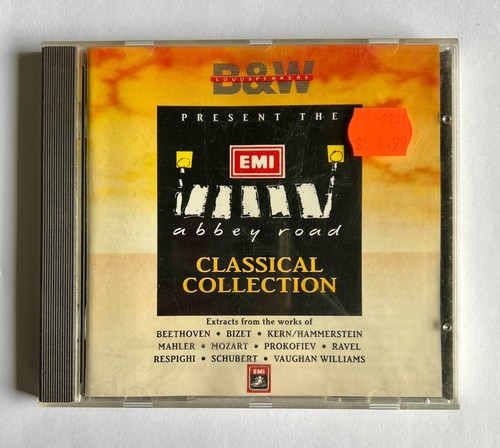 B&W
LOUDSPEAKERS
PRESENT THE
EMI
abbey road
CLASSICAL
COLLECTION
Extracts from the works of
BEETHOVEN • BIZET • KERN/HAMMERSTEIN
MAHLER • MOZART • PROKOFIEV • RAVEL
RESPIGHI • SCHUBERT • VAUGHAN WILLIAMS
EMI